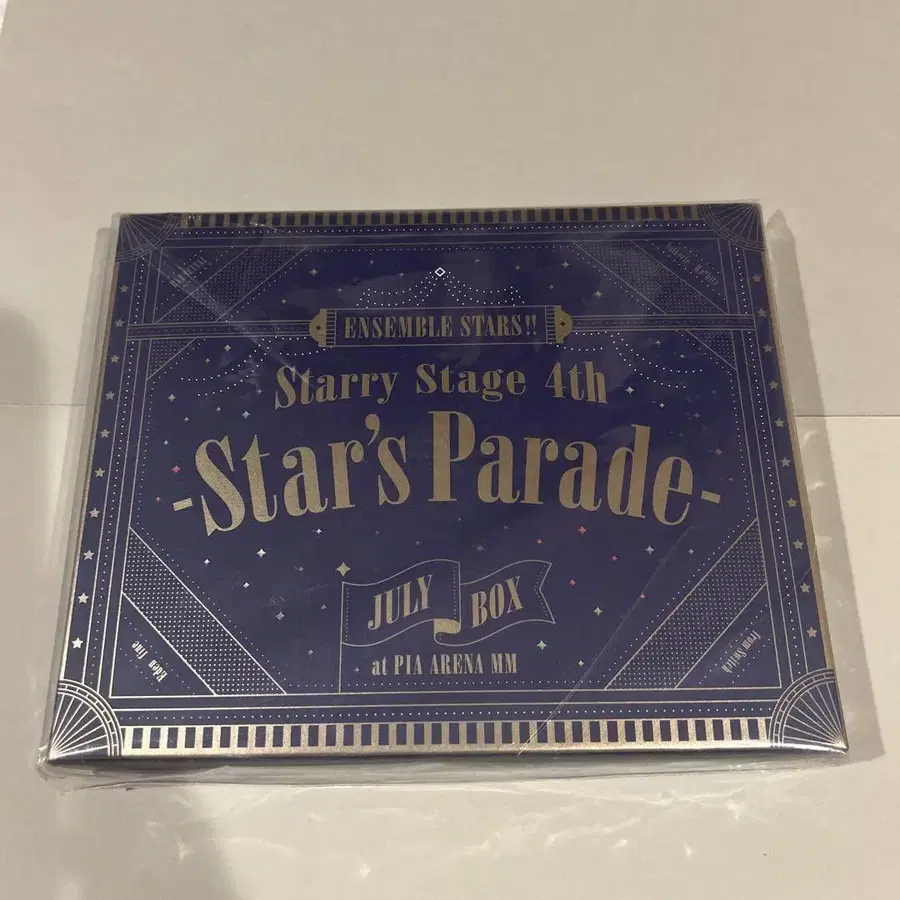 ENSEMBLE STARS!!
Starry Stage 4th
-Star's Parade-
JULY BOX
at PIA ARENA MM